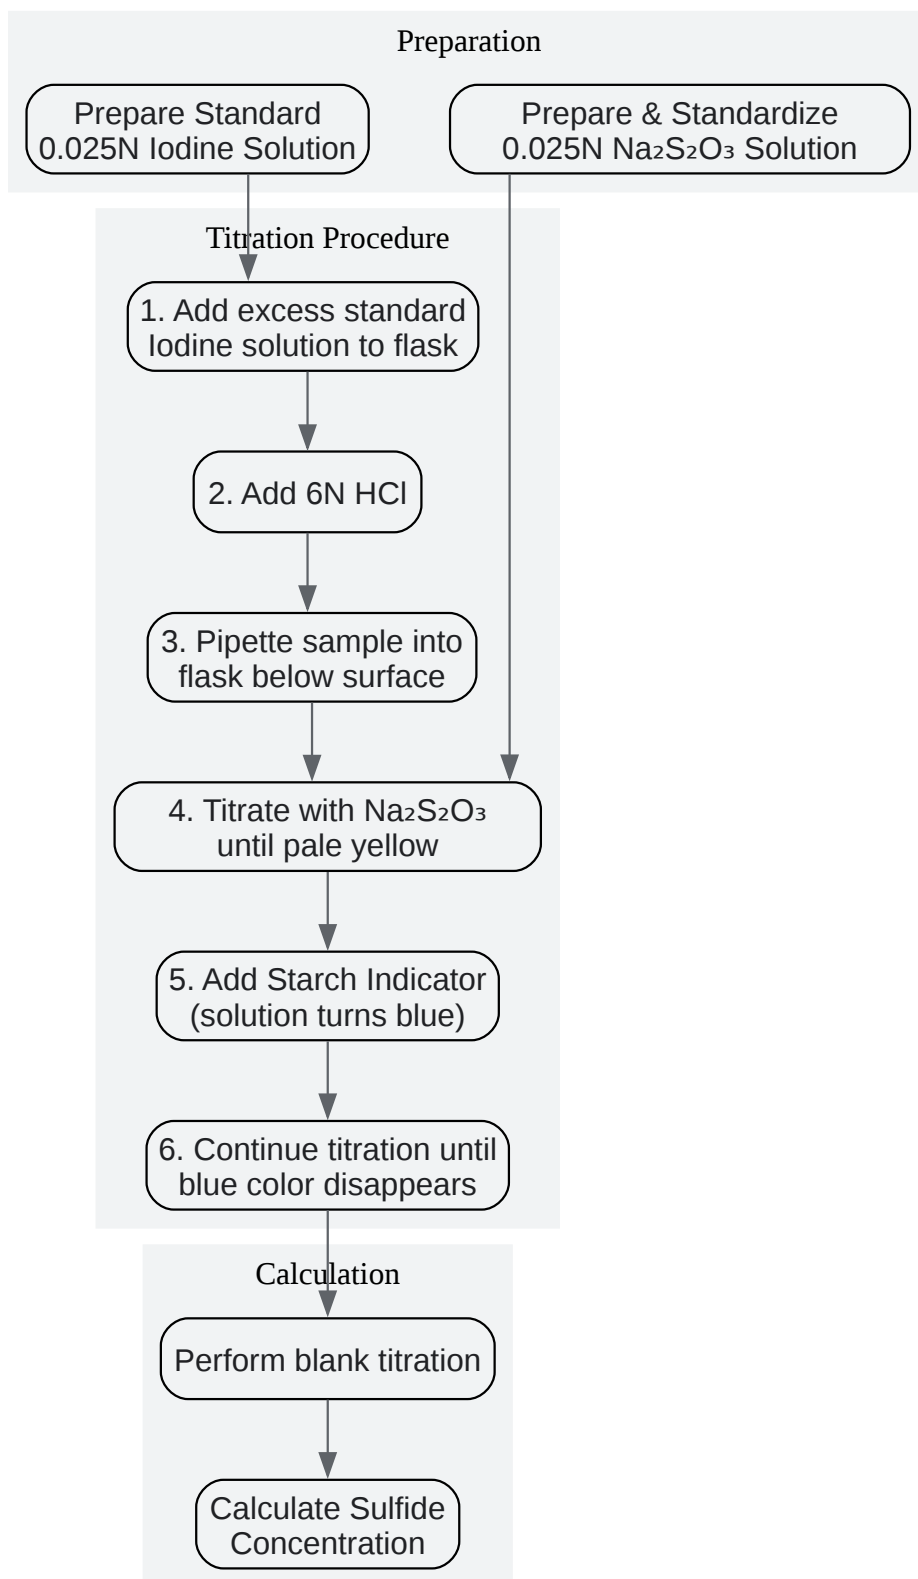 Preparation
Prepare Standard
0.025N Iodine Solution
Prepare & Standardize
0.025N Na₂S₂O₃ Solution
Titration Procedure
1. Add excess standard
Iodine solution to flask
2. Add 6N HCl
3. Pipette sample into
flask below surface
4. Titrate with Na₂S₂O₃
until pale yellow
5. Add Starch Indicator
(solution turns blue)
6. Continue titration until
blue color disappears
Calculation
Perform blank titration
Calculate Sulfide
Concentration